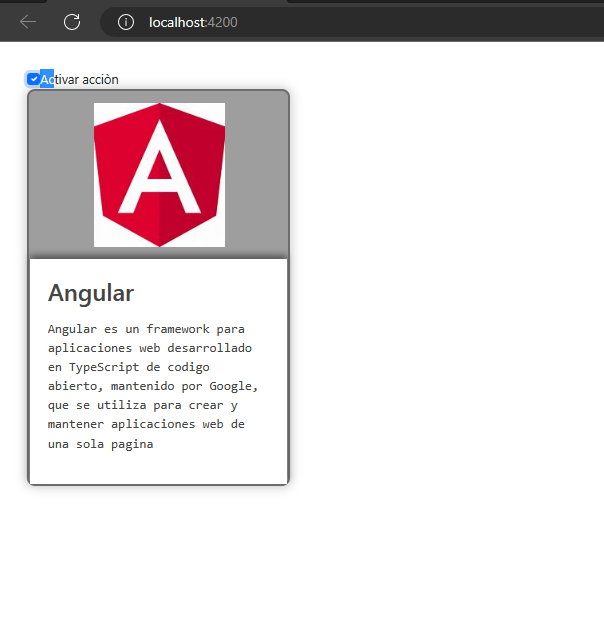 localhost:4200
Activar acciòn
A
Angular
Angular es un framework para
aplicaciones web desarrollado
en TypeScript de codigo
abierto, mantenido por Google,
que se utiliza para crear y
mantener aplicaciones web de
una sola pagina